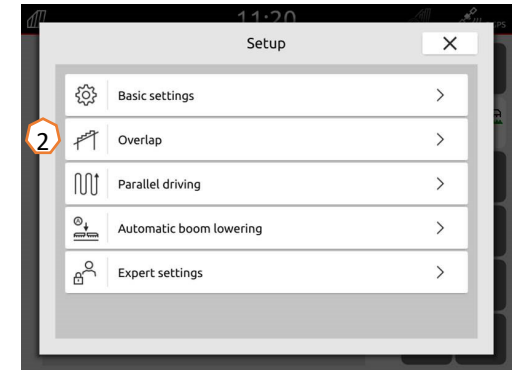 11:20
Setup
Basic settings
2
Overlap
Parallel driving
Automatic boom lowering
Expert settings